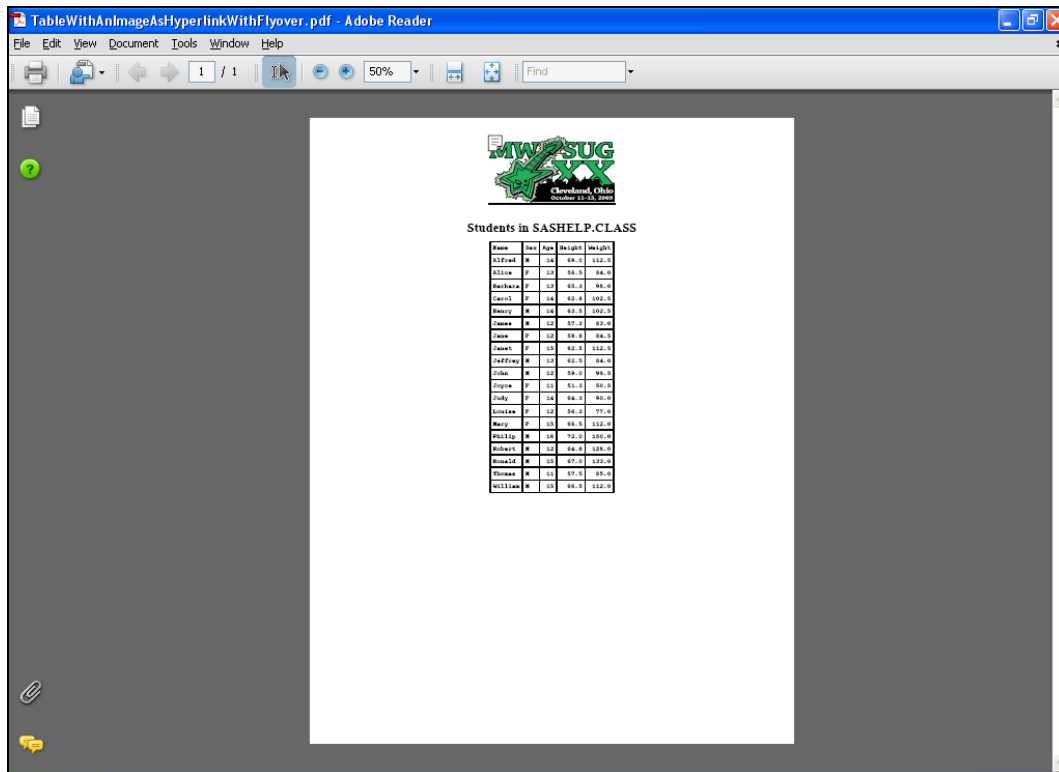 TableWithAnImageAsHyperlinkWithFlyover.pdf - Adobe Reader
File Edit View Document Tools Window Help
1 / 1 50% Find
MWSUG
XX
Cleveland, Ohio
October 11-13, 2009
Students in SASHELP.CLASS
Name Sex Age Height Weight
Alfred M 14 69.0 112.5
Alice F 13 56.5 84.0
Barbara F 13 65.3 98.0
Carol F 14 62.8 102.5
Henry M 14 63.5 102.5
James M 12 57.3 83.0
Jane F 12 59.8 84.5
Janet F 15 62.5 112.5
Jeffrey M 13 62.5 84.0
John M 12 59.0 99.5
Joyce F 11 51.3 50.5
Judy F 14 64.3 90.0
Louise F 12 56.3 77.0
Mary F 15 66.5 112.0
Philip M 16 72.0 150.0
Robert M 12 64.8 128.0
Ronald M 15 67.0 133.0
Thomas M 11 57.5 85.0
William M 15 66.5 112.0